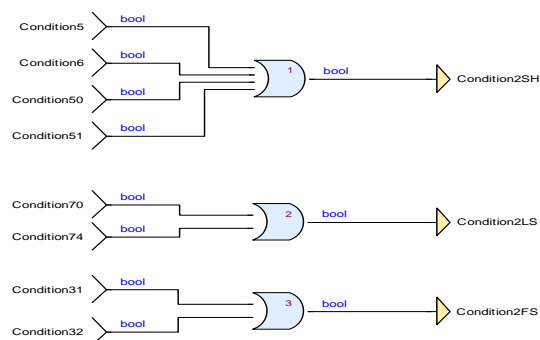 bool
Condition5
bool
Condition6
1
bool
Condition2SH
bool
Condition50
bool
Condition51
bool
Condition70
2
bool
Condition2LS
bool
Condition74
bool
Condition31
3
bool
Condition2FS
bool
Condition32